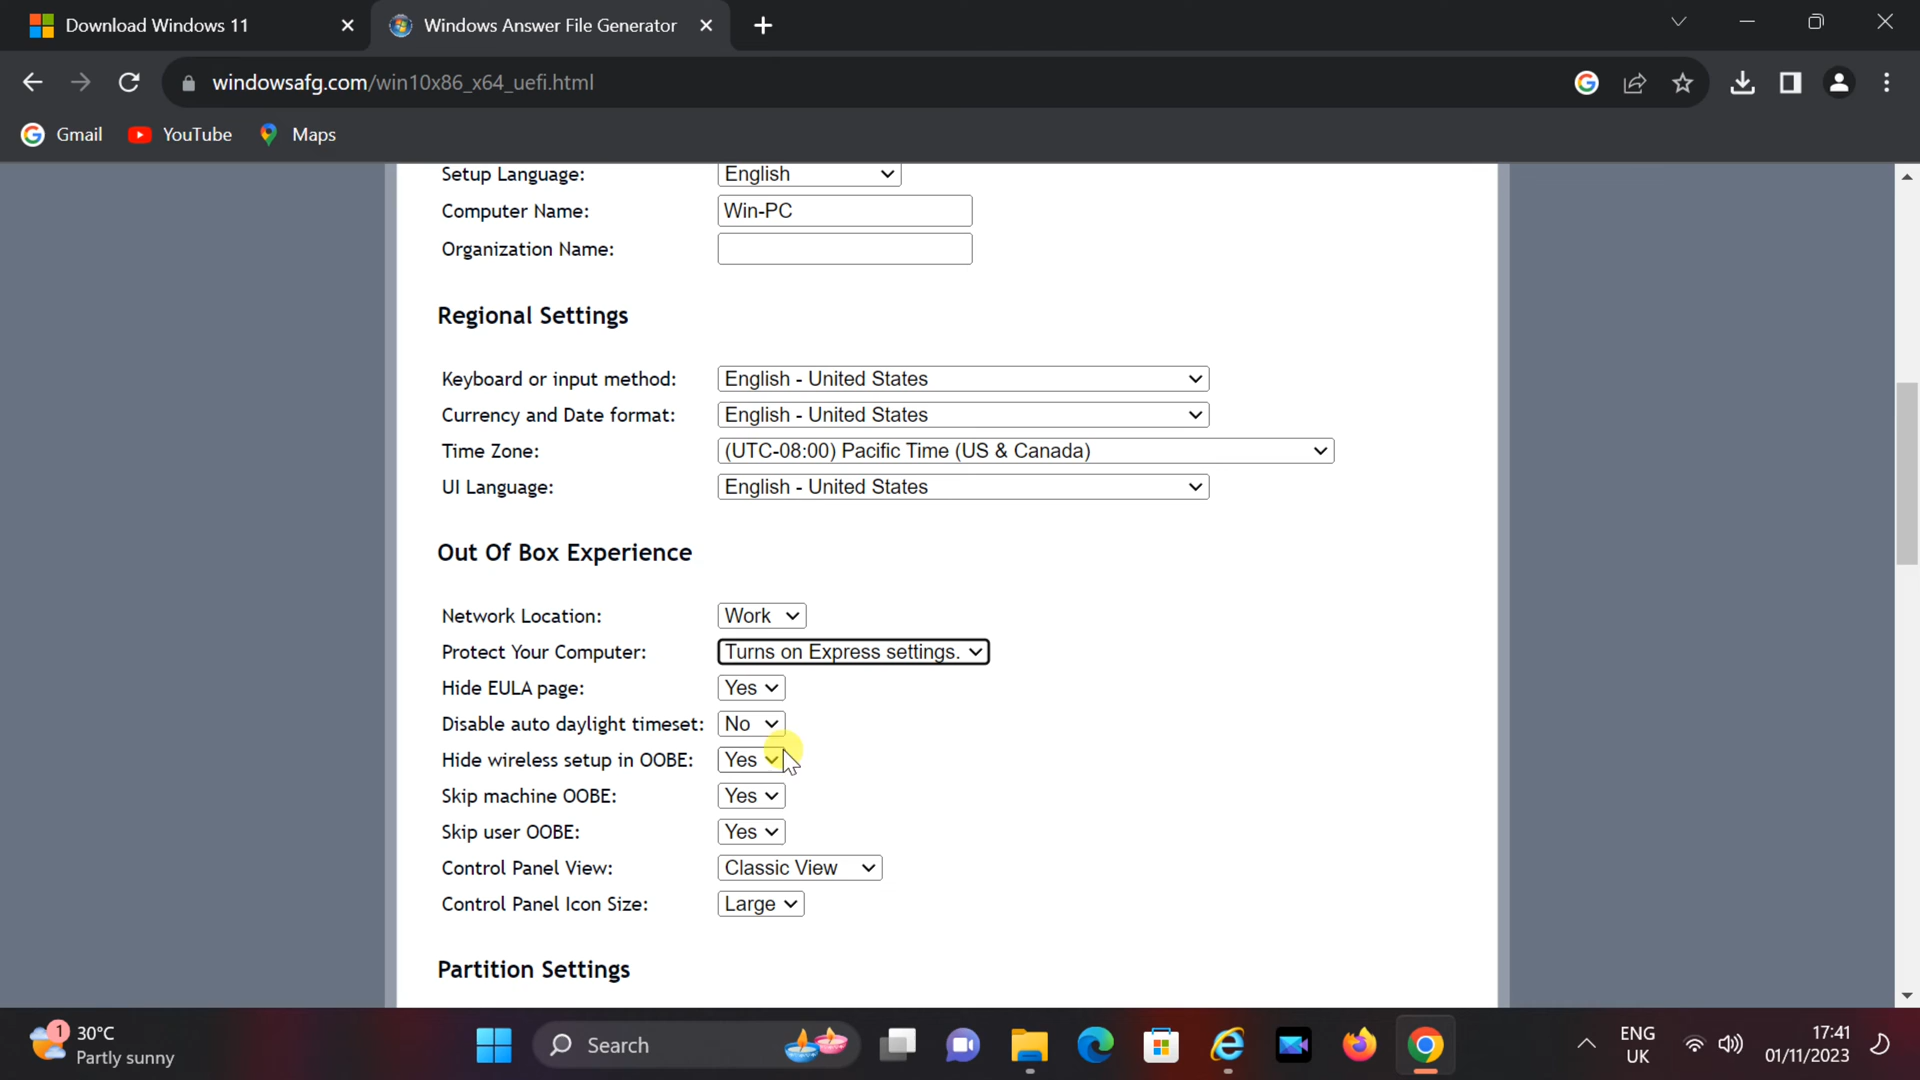 Download Windows 11
Windows Answer File Generator
windowsafg.com/win10x86_x64_uefi.html
Gmail
YouTube
Maps
Setup Language: English
Computer Name: Win-PC
Organization Name:
Regional Settings
Keyboard or input method: English - United States
Currency and Date format: English - United States
Time Zone: (UTC-08:00) Pacific Time (US & Canada)
UI Language: English - United States
Out Of Box Experience
Network Location: Work
Protect Your Computer: Turns on Express settings.
Hide EULA page: Yes
Disable auto daylight timeset: No
Hide wireless setup in OOBE: Yes
Skip machine OOBE: Yes
Skip user OOBE: Yes
Control Panel View: Classic View
Control Panel Icon Size: Large
Partition Settings
1
30°C
Partly sunny
Search
ENG
UK
17:41
01/11/2023